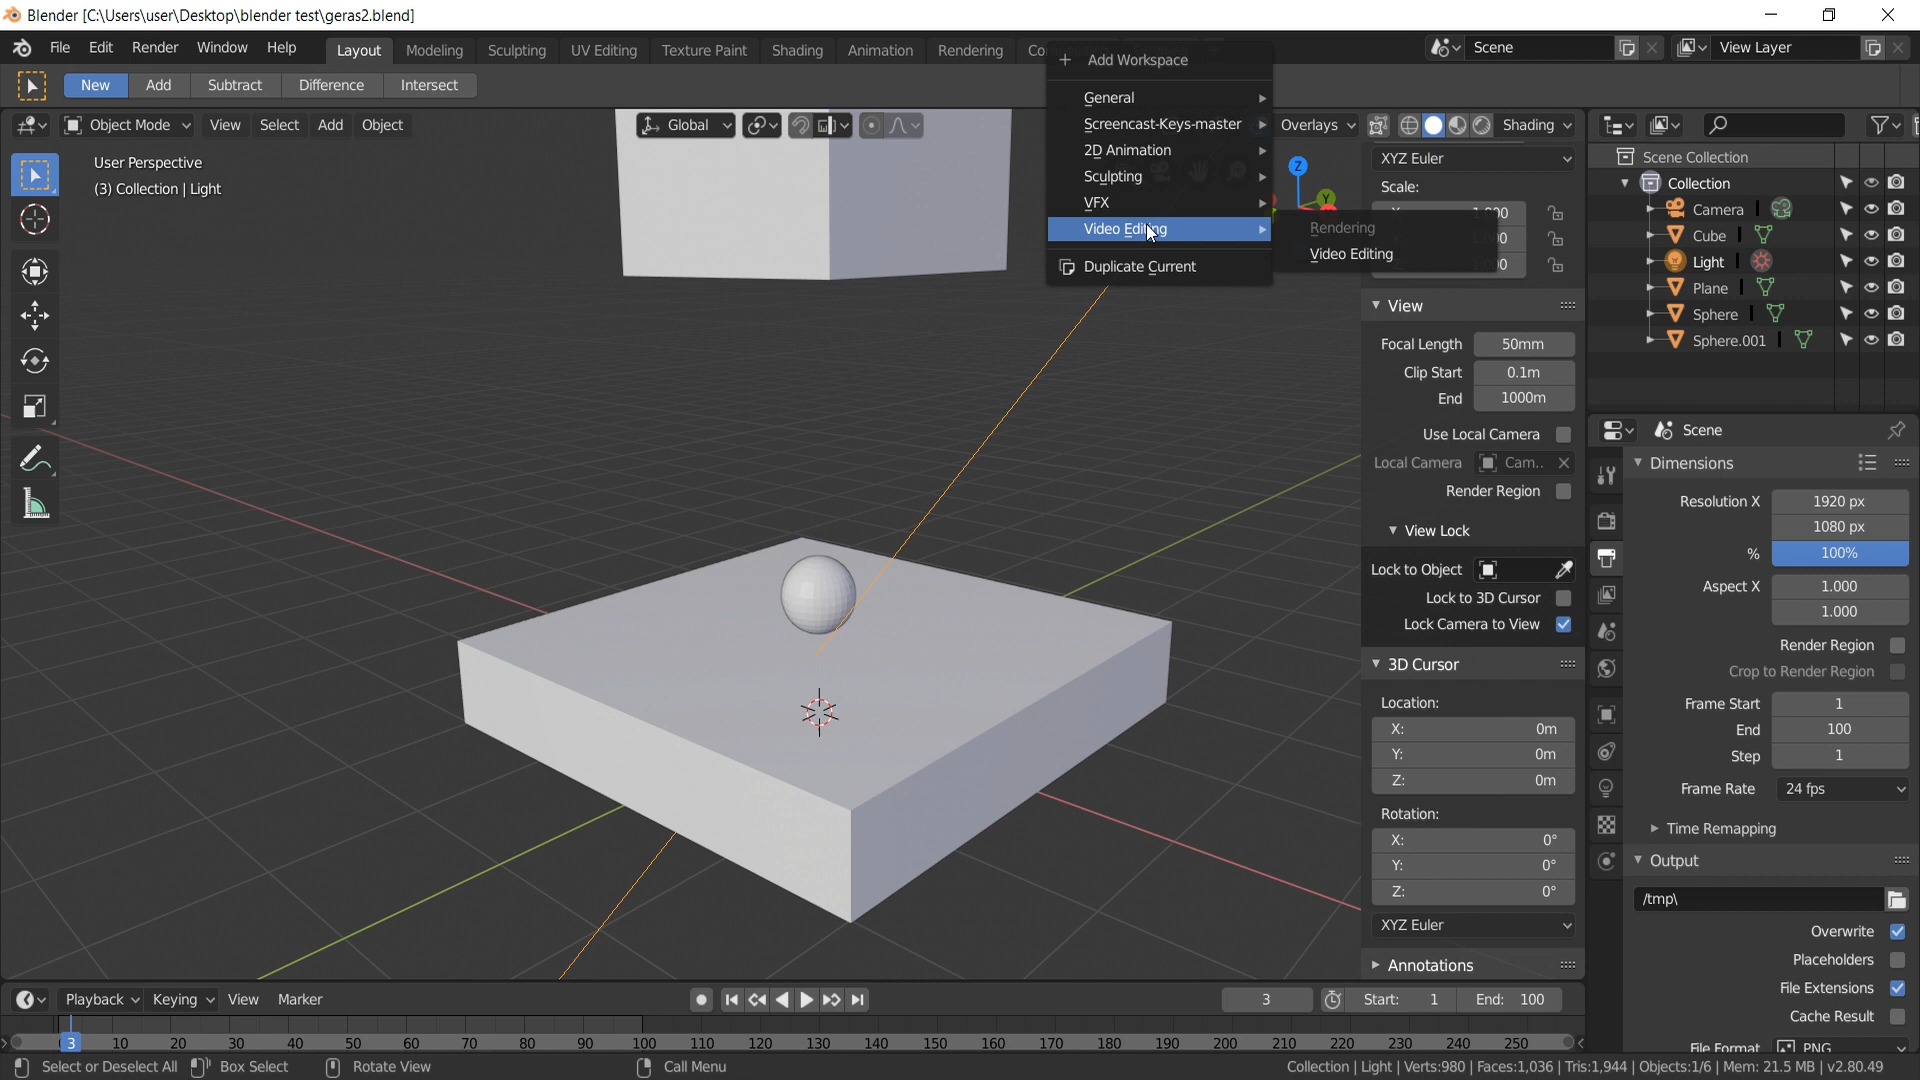 Blender [C:\Users\user\Desktop\blender test\geras2.blend]
File Edit Render Window Help Layout Modeling Sculpting UV Editing Texture Paint Shading Animation Rendering Scene View Layer
+ Add Workspace
New Add Subtract Difference Intersect
General
Object Mode View Select Add Object Global Screencast-Keys-master Overlays Shading
2D Animation
Sculpting
VFX
Video Editing
Duplicate Current
Rendering
Video Editing
User Perspective
(3) Collection | Light
XYZ Euler
Scale:
View
Focal Length 50mm
Clip Start 0.1m
End 1000m
Use Local Camera
Local Camera Cam..
Render Region
View Lock
Lock to Object
Lock to 3D Cursor
Lock Camera to View
3D Cursor
Location:
X: 0m
Y: 0m
Z: 0m
Rotation:
X: 0°
Y: 0°
Z: 0°
XYZ Euler
Annotations
Scene Collection
Collection
Camera
Cube
Light
Plane
Sphere
Sphere.001
Scene
Dimensions
Resolution X 1920 px
1080 px
% 100%
Aspect X 1.000
1.000
Render Region
Crop to Render Region
Frame Start 1
End 100
Step 1
Frame Rate 24 fps
Time Remapping
Output
/tmp\
Overwrite
Placeholders
File Extensions
Cache Result
File Format PNG
Playback Keying View Marker 3 Start: 1 End: 100
3 10 20 30 40 50 60 70 80 90 100 110 120 130 140 150 160 170 180 190 200 210 220 230 240 250
Select or Deselect All Box Select Rotate View Call Menu Collection | Light | Verts:980 | Faces:1,036 | Tris:1,944 | Objects:1/6 | Mem: 21.5 MB | v2.80.49